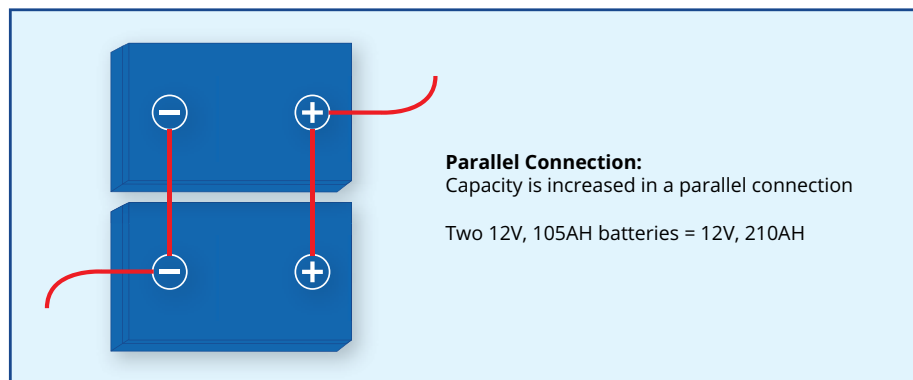 Parallel Connection:
Capacity is increased in a parallel connection
Two 12V, 105AH batteries = 12V, 210AH